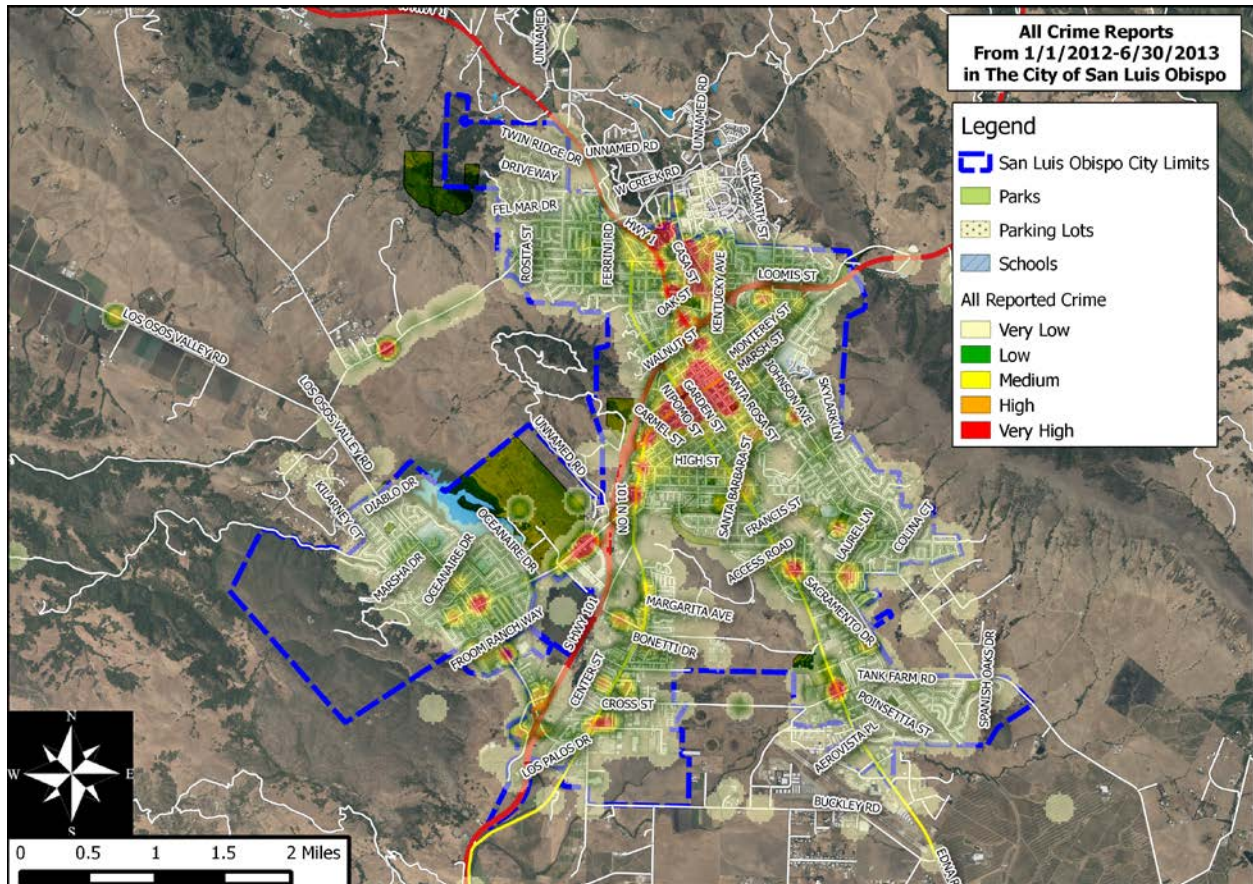 All Crime Reports
From 1/1/2012-6/30/2013
in The City of San Luis Obispo
Legend
San Luis Obispo City Limits
Parks
Parking Lots
Schools
All Reported Crime
Very Low
Low
Medium
High
Very High
UNNAMED
UNNAMED RD
TWIN RIDGE DR
UNNAMED RD
DRIVEWAY
W CREEK RD
KLAMATH ST
FEL MAR DR
HWY 1
ROSITA ST
FERRINI RD
CASA ST
KENTUCKY AVE
LOOMIS ST
OAK ST
LOS OSOS VALLEY RD
WALNUT ST
MONTEREY ST
MARSH ST
JOHNSON AVE
SKYLARK LN
LOS OSOS VALLEY RD
NIPOMO ST
GARDEN ST
SANTA ROSA ST
CARMEL ST
UNNAMED RD
HIGH ST
SANTA BARBARA ST
KILARNEY CT
DIABLO DR
101 N ON
FRANCIS ST
OCEANAIRE DR
LAUREL LN
COLINA CT
MARSHA DR
OCEANAIRE DR
ACCESS ROAD
SACRAMENTO DR
MARGARITA AVE
FROOM RANCH WAY
S HWY 101
BONETTI DR
SPANISH OAKS DR
CENTER ST
TANK FARM RD
CROSS ST
POINSETTIA ST
LOS PALOS DR
AEROVISTA PL
BUCKLEY RD
EDNA R
N
W E
S
0 0.5 1 2 Miles